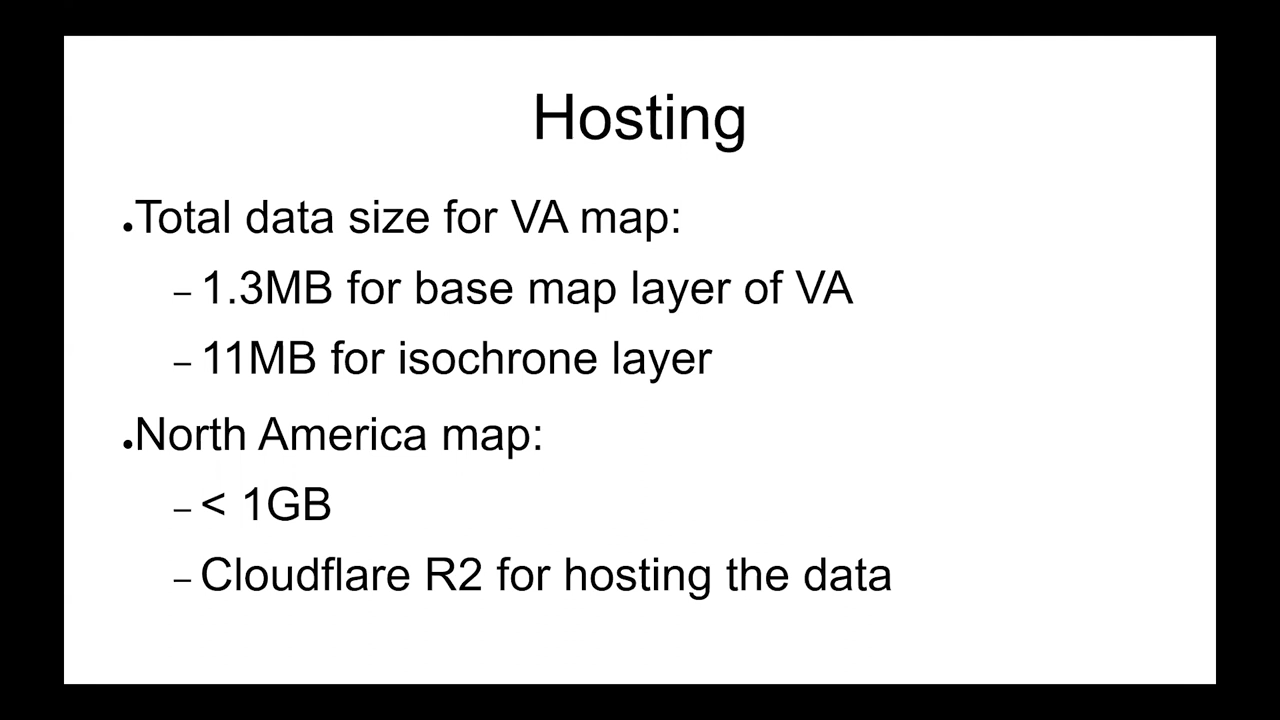 Hosting
●Total data size for VA map:
– 1.3MB for base map layer of VA
– 11MB for isochrone layer
●North America map:
– < 1GB
– Cloudflare R2 for hosting the data